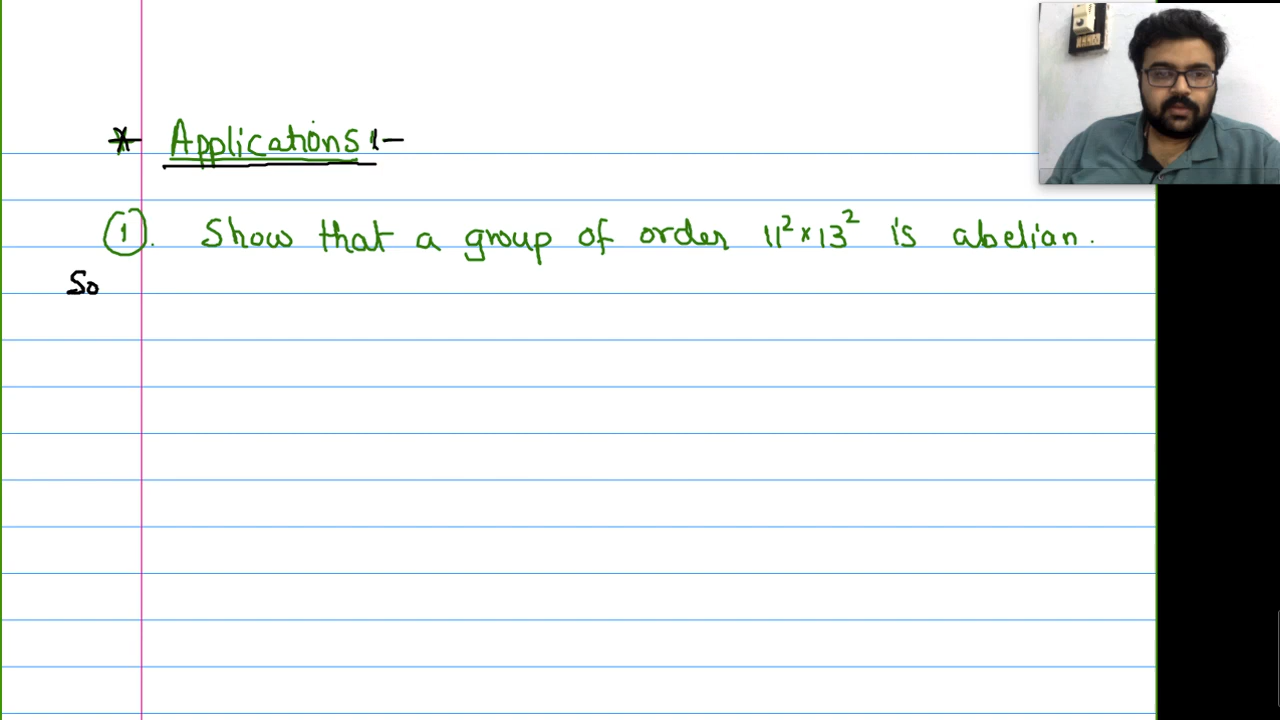 * Applications :-
① . Show that a group of order 11² × 13² is abelian.
So